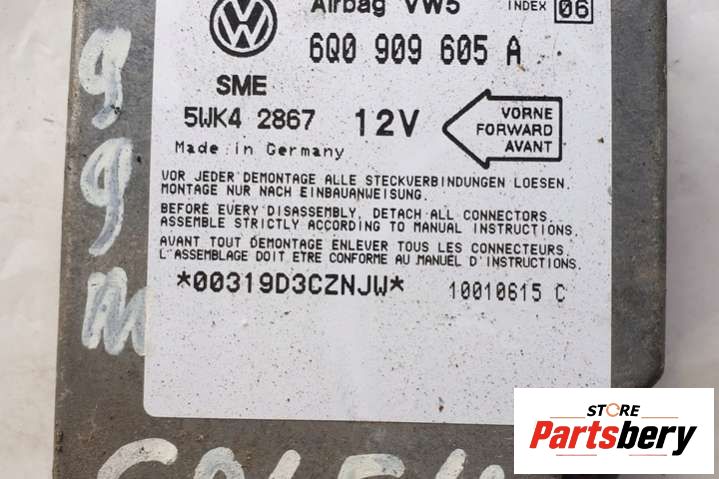 Airbag VW5
INDEX 06
6Q0 909 605 A
SME
5WK4 2867 12V
VORNE
FORWARD
AVANT
Made in Germany
VOR JEDER DEMONTAGE ALLE STECKVERBINDUNGEN LOESEN.
MONTAGE NUR NACH EINBAUANWEISUNG.
BEFORE EVERY DISASSEMBLY, DETACH ALL CONNECTORS.
ASSEMBLE STRICTLY ACCORDING TO MANUAL INSTRUCTIONS.
AVANT TOUT DEMONTAGE ENLEVER TOUS LES CONNECTEURS.
L'ASSEMBLAGE DOIT ETRE CONFORME AU MANUEL D'INSTRUCTIONS
*00319D3CZNJW* 10010615 C
99
STORE
Partsbery